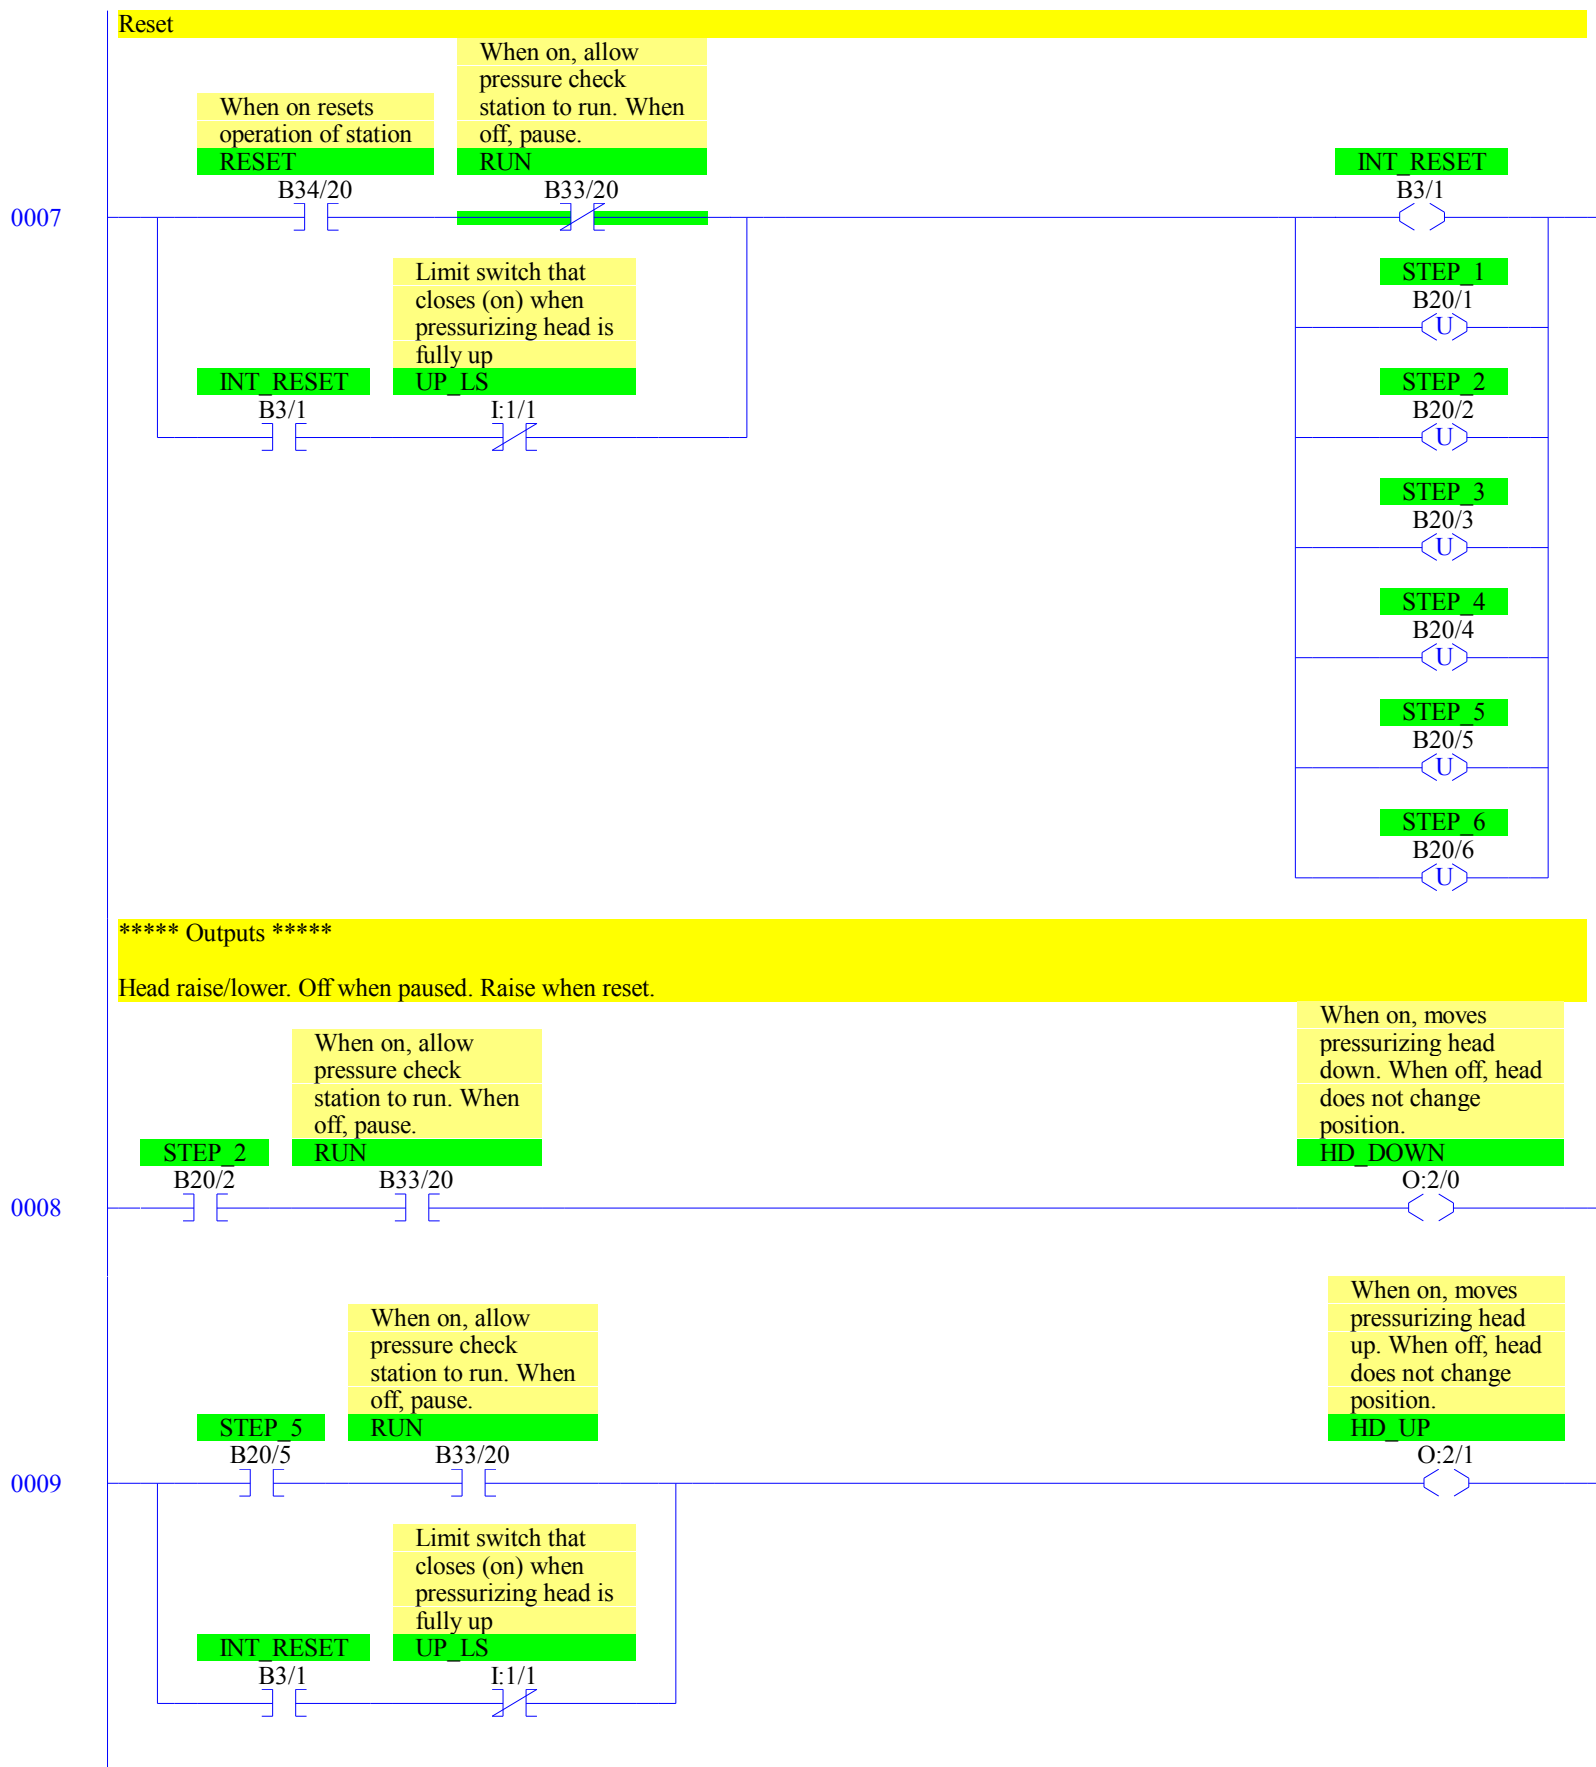 Reset
When on, allow
pressure check
station to run. When
off, pause.
RUN
B33/20
When on resets
operation of station
RESET
B34/20
INT_RESET
B3/1
0007
STEP_1
B20/1
U
Limit switch that
closes (on) when
pressurizing head is
fully up
UP_LS
I:1/1
INT_RESET
B3/1
STEP_2
B20/2
U
STEP_3
B20/3
U
STEP_4
B20/4
U
STEP_5
B20/5
U
STEP_6
B20/6
U
***** Outputs *****
Head raise/lower. Off when paused. Raise when reset.
STEP_2
B20/2
When on, allow
pressure check
station to run. When
off, pause.
RUN
B33/20
When on, moves
pressurizing head
down. When off, head
does not change
position.
HD_DOWN
O:2/0
0008
STEP_5
B20/5
When on, allow
pressure check
station to run. When
off, pause.
RUN
B33/20
When on, moves
pressurizing head
up. When off, head
does not change
position.
HD_UP
O:2/1
0009
INT_RESET
B3/1
Limit switch that
closes (on) when
pressurizing head is
fully up
UP_LS
I:1/1